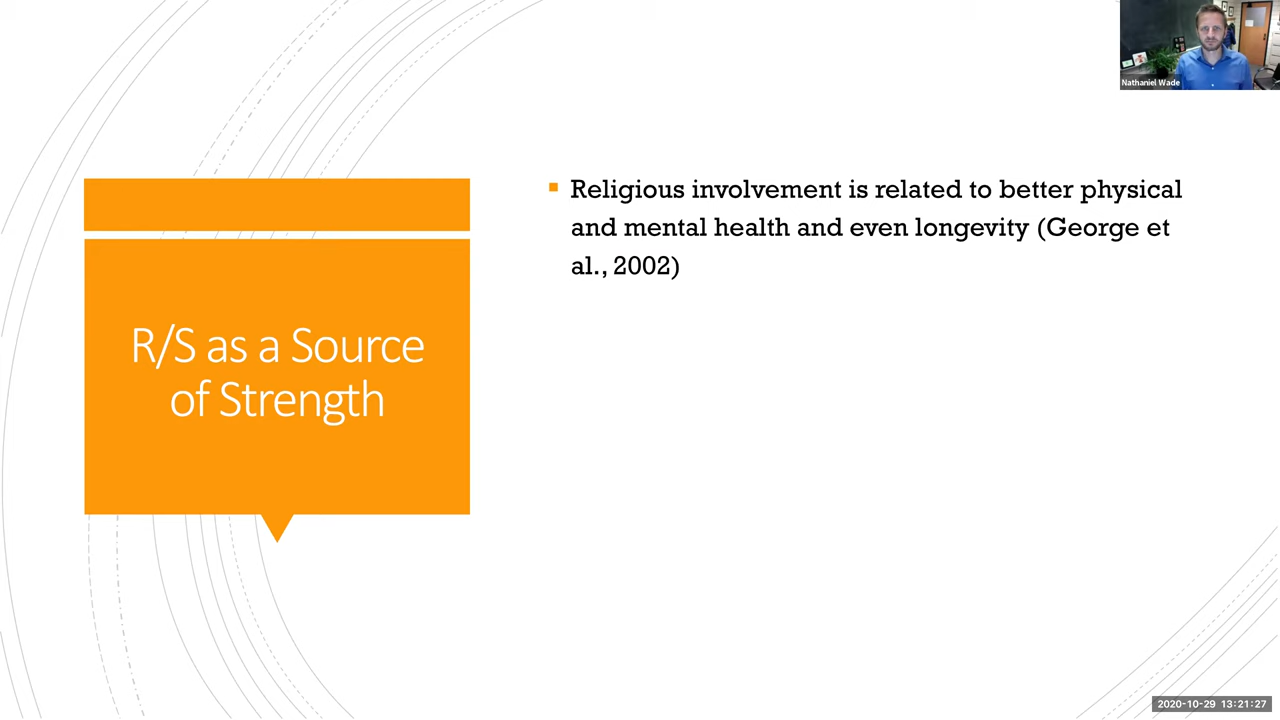 Nathaniel Wade
Religious involvement is related to better physical
and mental health and even longevity (George et
al., 2002)
R/S as a Source
of Strength
2020-10-29 13:21:27